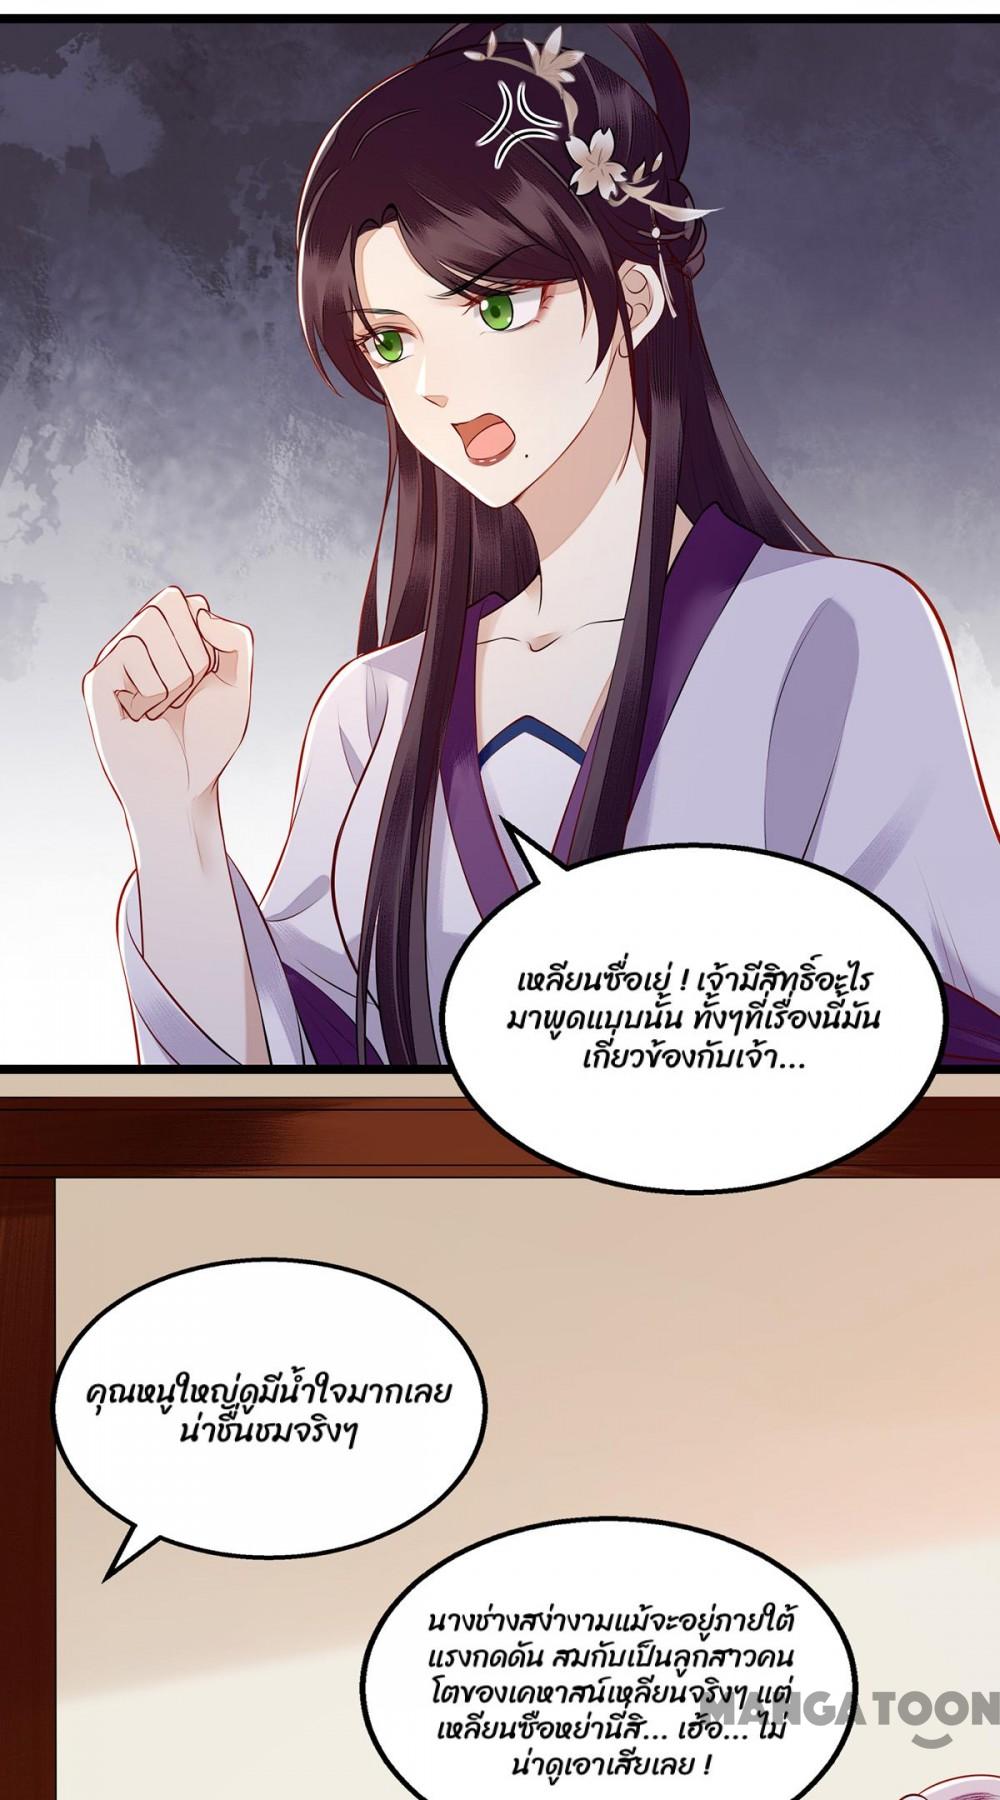 เหลียนซื่อเย่ ! เจ้ามีสิทธิ์อะไร
มาพูดแบบนั้น ทั้งๆที่เรื่องนี้มัน
เกี่ยวข้องกับเจ้า...
คุณหนูใหญ่ดูมีน้ำใจมากเลย
น่าชื่นชมจริงๆ
นางช่างสง่างามแม้จะอยู่ภายใต้
แรงกดดัน สมกับเป็นลูกสาวคน
โตของเคหาสน์เหลียนจริงๆ แต่
เหลียนซือหย่านี่สิ... เฮ้อ... ไม่
น่าดูเอาเสียเลย !
MANGATOON